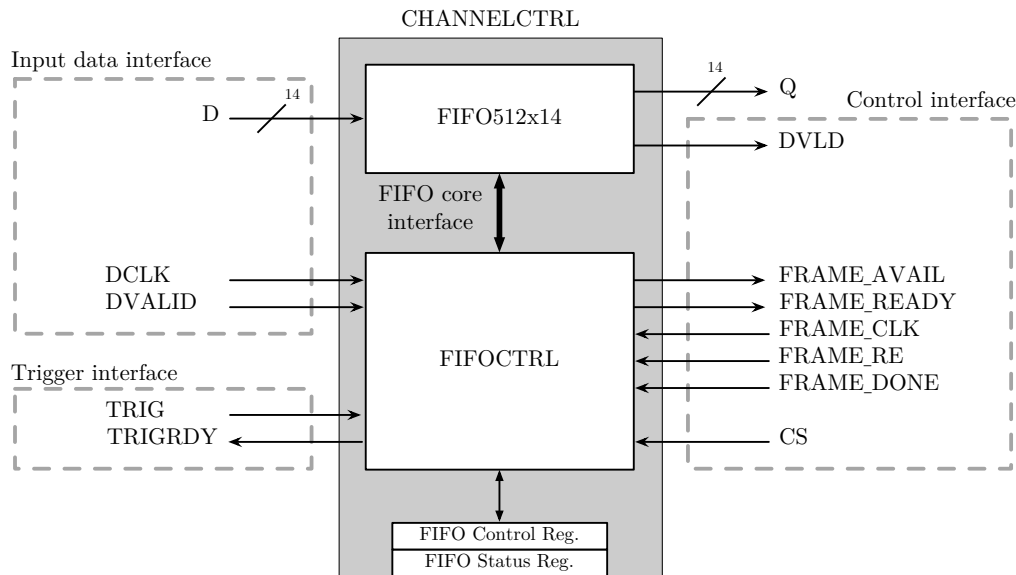 CHANNELCTRL
Input data interface
14
D
FIFO512x14
14
Q
Control interface
DVLD
FIFO core
interface
DCLK
DVALID
FIFOCTRL
FRAME_AVAIL
FRAME_READY
FRAME_CLK
FRAME_RE
FRAME_DONE
CS
Trigger interface
TRIG
TRIGRDY
FIFO Control Reg.
FIFO Status Reg.